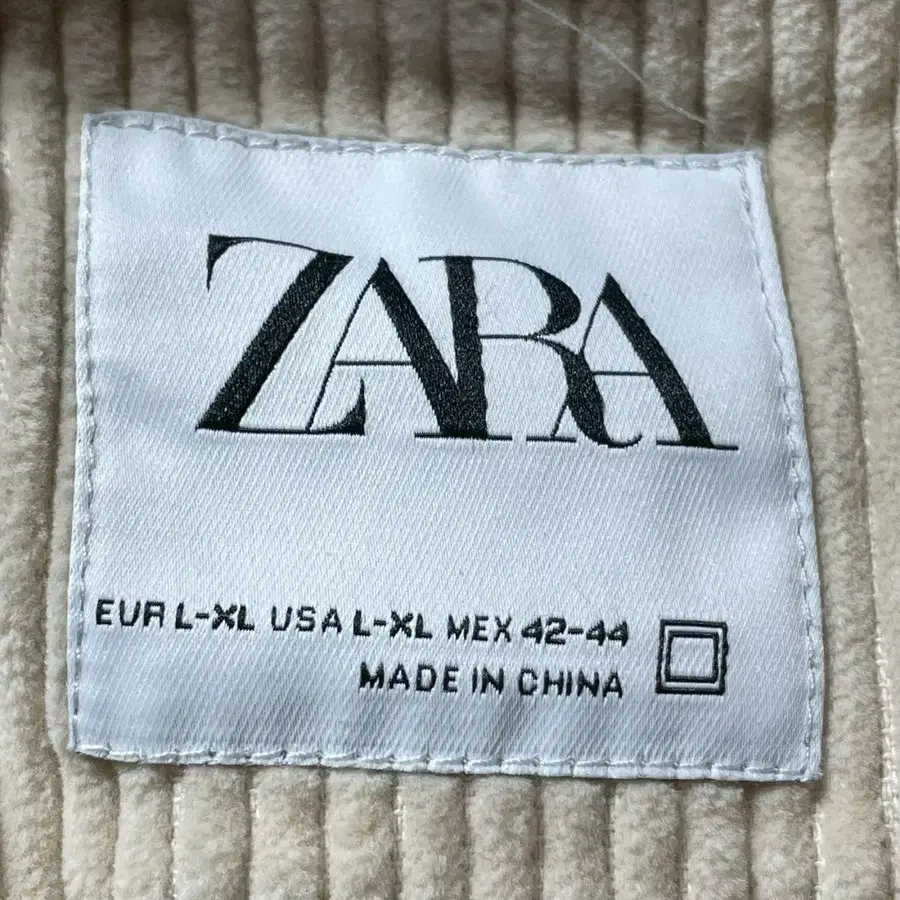 ZARA
EUR L-XL USA L-XL MEX 42-44
MADE IN CHINA